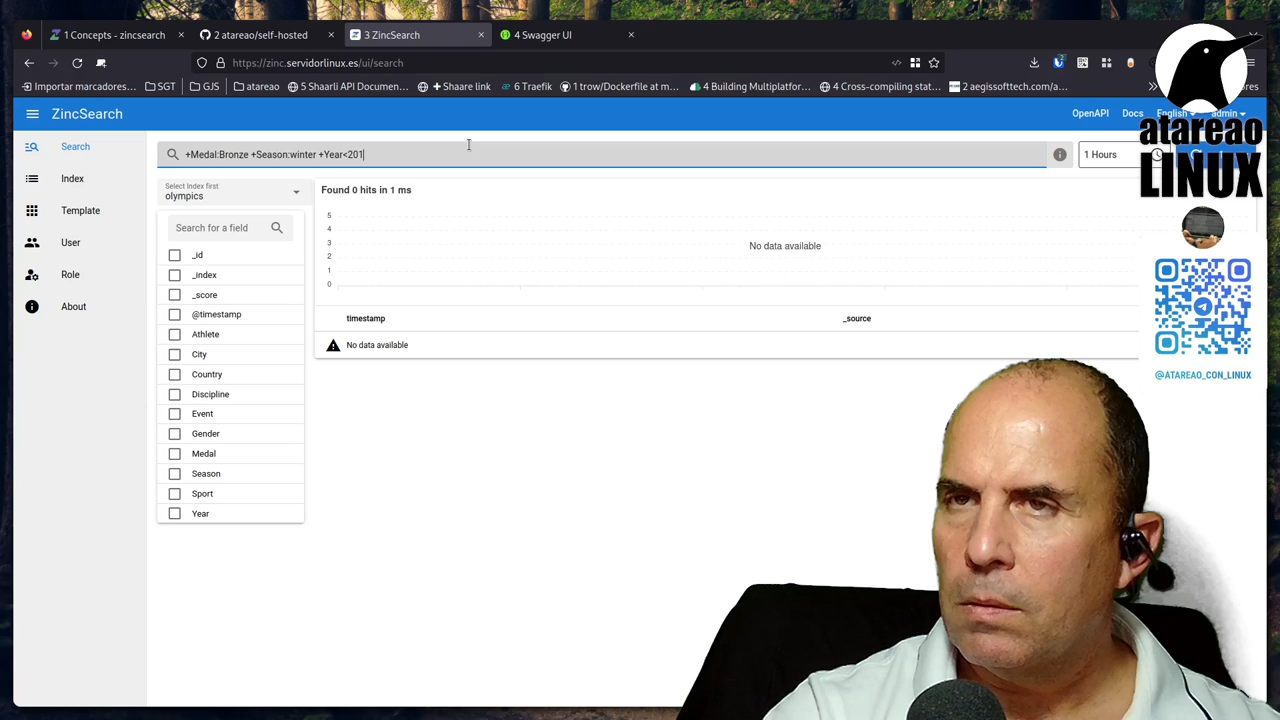 1 Concepts - zincsearch
2 atareao/self-hosted
3 ZincSearch
4 Swagger UI
https://zinc.servidorlinux.es/ui/search
Importar marcadores...
SGT
GJS
atareao
5 Shaarli API Documen...
Shaare link
6 Traefik
1 trow/Dockerfile at m...
4 Building Multiplatfor...
4 Cross-compiling stat...
2 aegissofttech.com/a...
ZincSearch
OpenAPI
Docs
English
admin
atareao
LINUX
Search
Index
Template
User
Role
About
+Medal:Bronze +Season:winter +Year<201
1 Hours
Select Index first
olympics
Search for a field
_id
_index
_score
@timestamp
Athlete
City
Country
Discipline
Event
Gender
Medal
Season
Sport
Year
Found 0 hits in 1 ms
5
4
3
2
1
0
No data available
timestamp
_source
No data available
@ATAREAO_CON_LINUX